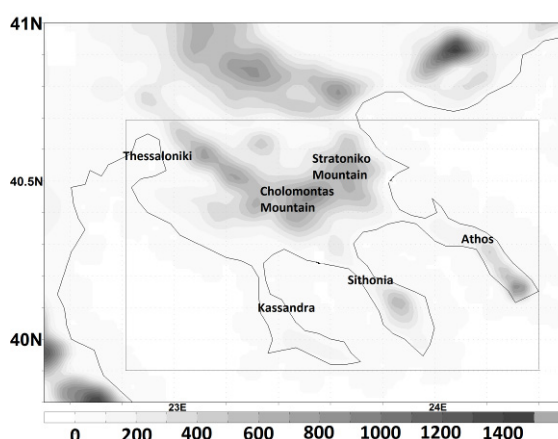 41N
Thessaloniki
Stratoniko
Mountain
40.5N
Cholomontas
Mountain
Athos
Sithonia
Kassandra
40N
23E
24E
0 200 400 600 800 1000 1200 1400